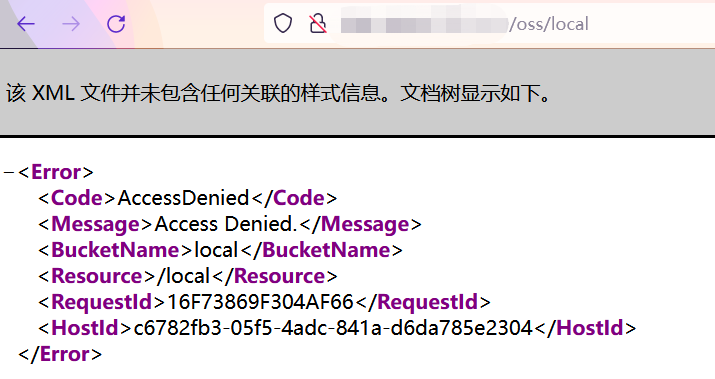 /oss/local
该 XML 文件并未包含任何关联的样式信息。文档树显示如下。
−<Error>
<Code>AccessDenied</Code>
<Message>Access Denied.</Message>
<BucketName>local</BucketName>
<Resource>/local</Resource>
<RequestId>16F73869F304AF66</RequestId>
<HostId>c6782fb3-05f5-4adc-841a-d6da785e2304</HostId>
</Error>